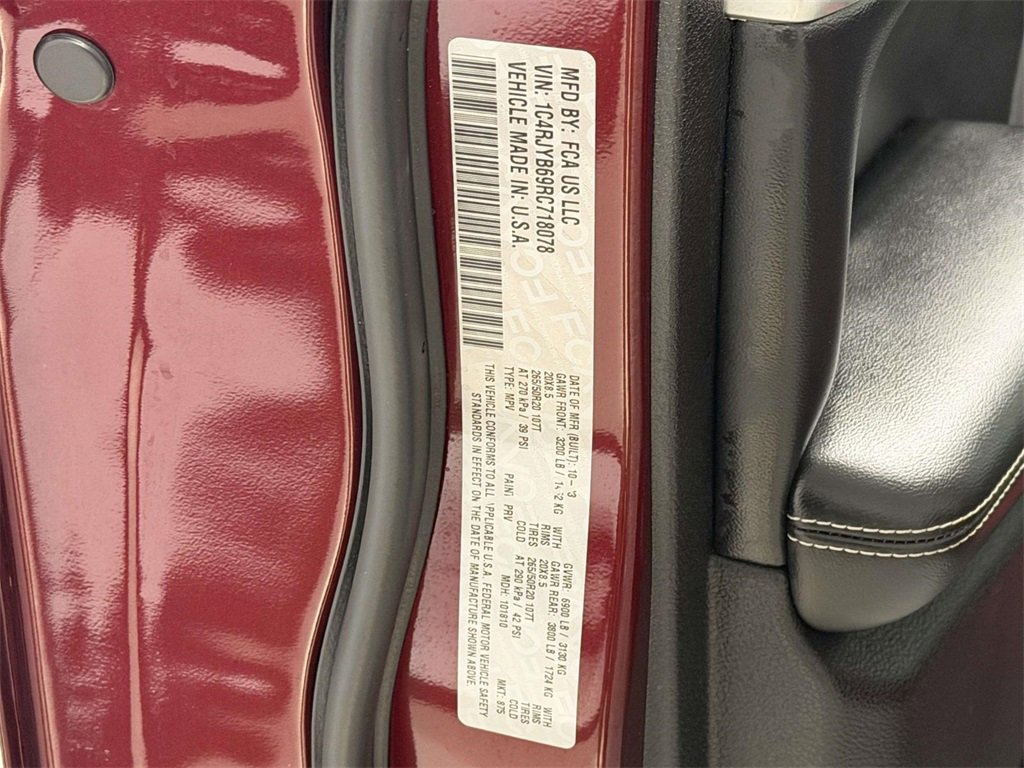 MFD BY: FCA US LLC
VIN: 1C4RJYB69RC718078
VEHICLE MADE IN: U.S.A.
DATE OF MFR (BUILT): 10- 3 GVWR: 6900 LB / 3130 KG
GAWR FRONT: 3200 LB / 14 2 KG WITH GAWR REAR: 3800 LB / 1724 KG WITH
20X8.5 RIMS 20X8.5 RIMS
265/50R20 107T TIRES 265/50R20 107T TIRES
AT 270 kPa / 39 PSI COLD AT 290 kPa / 42 PSI COLD
TYPE: MPV PAINT PRV MDH: 101810 MKT: 875
THIS VEHICLE CONFORMS TO ALL APPLICABLE U.S.A. FEDERAL MOTOR VEHICLE SAFETY
STANDARDS IN EFFECT ON THE DATE OF MANUFACTURE SHOWN ABOVE.